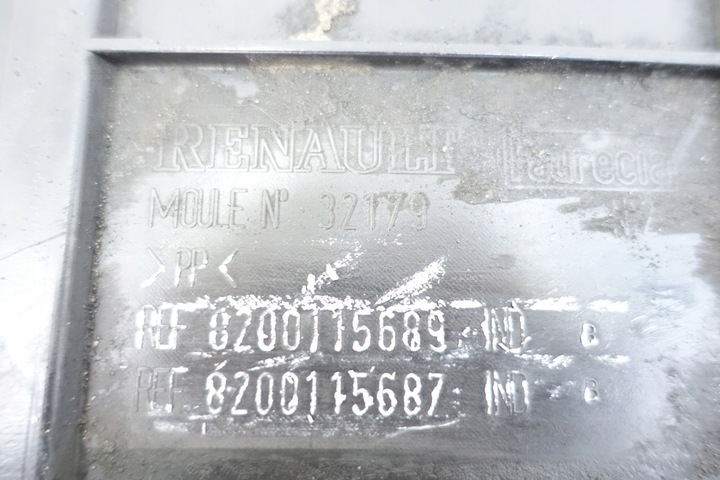 RENAULT Faurecia
MOULE N° 32179
>PP<
REF 8200115689 IND B
REF 8200115687 IND B